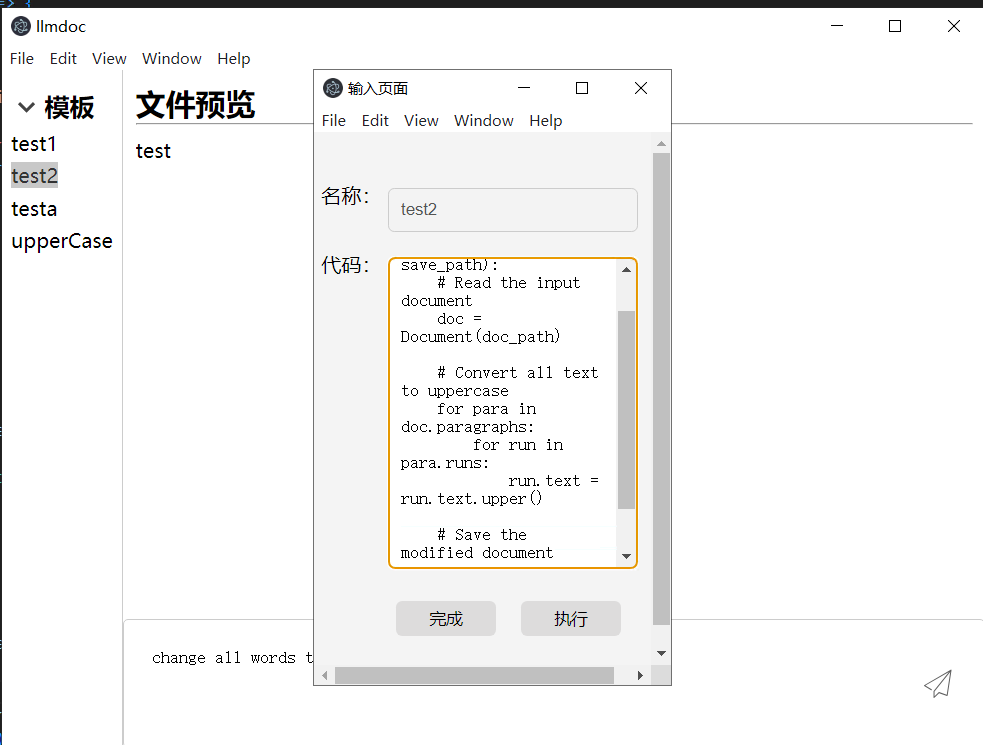 llmdoc
File Edit View Window Help
模板
test1
test2
testa
upperCase
文件预览
test
change all words t
输入页面
File Edit View Window Help
名称：
test2
代码：
save_path):
    # Read the input
document
    doc =
Document(doc_path)
    # Convert all text
to uppercase
    for para in
doc.paragraphs:
        for run in
para.runs:
            run.text =
run.text.upper()
    # Save the
modified document
完成 执行